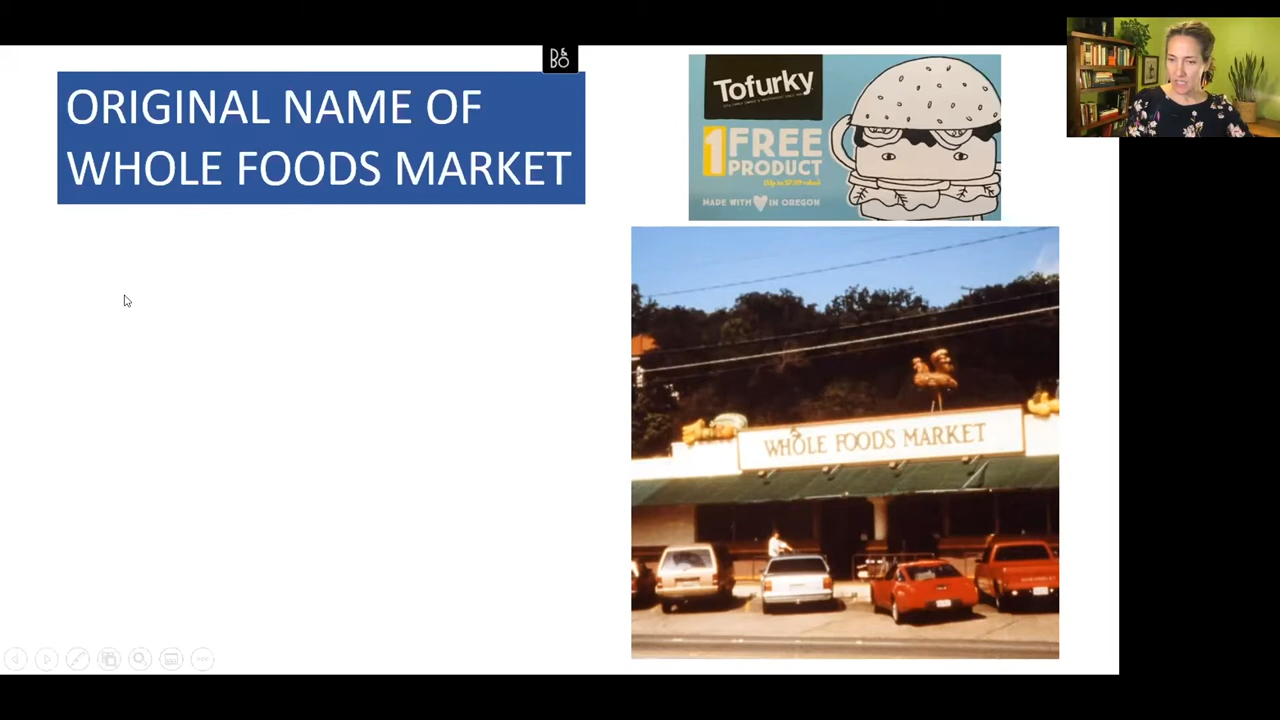 ORIGINAL NAME OF
WHOLE FOODS MARKET
B&O
Tofurky
1 FREE
PRODUCT
MADE WITH IN OREGON
WHOLE FOODS MARKET